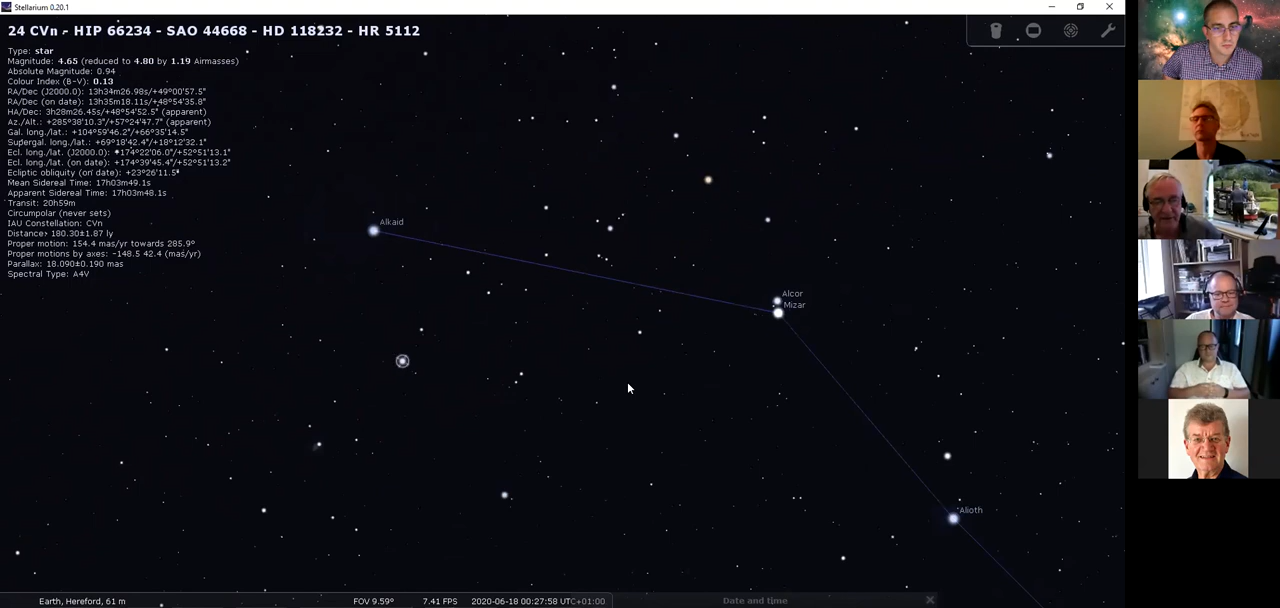 Stellarium 0.20.1
24 CVn - HIP 66234 - SAO 44668 - HD 118232 - HR 5112
Type: star
Magnitude: 4.65 (reduced to 4.80 by 1.19 Airmasses)
Absolute Magnitude: 0.94
Colour Index (B-V): 0.13
RA/Dec (J2000.0): 13h34m26.98s/+49°00'57.5"
RA/Dec (on date): 13h35m18.11s/+48°54'35.8"
HA/Dec: 3h28m26.45s/+48°54'52.5" (apparent)
Az./Alt.: +285°38'10.3"/+57°24'47.7" (apparent)
Gal. long./lat.: +104°59'46.2"/+66°35'14.5"
Supergal. long./lat.: +69°18'42.4"/+18°12'32.1"
Ecl. long./lat. (J2000.0): +174°22'06.0"/+52°51'13.1"
Ecl. long./lat. (on date): +174°39'45.4"/+52°51'13.2"
Ecliptic obliquity (on date): +23°26'11.5"
Mean Sidereal Time: 17h03m49.1s
Apparent Sidereal Time: 17h03m48.1s
Transit: 20h59m
Circumpolar (never sets)
IAU Constellation: CVn
Distance: 180.30±1.87 ly
Proper motion: 154.4 mas/yr towards 285.9°
Proper motions by axes: -148.5 42.4 (mas/yr)
Parallax: 18.090±0.190 mas
Spectral Type: A4V
Alkaid
Alcor
Mizar
Alioth
Earth, Hereford, 61 m
FOV 9.59°
7.41 FPS
2020-06-18 00:27:58 UTC+01:00
Date and time